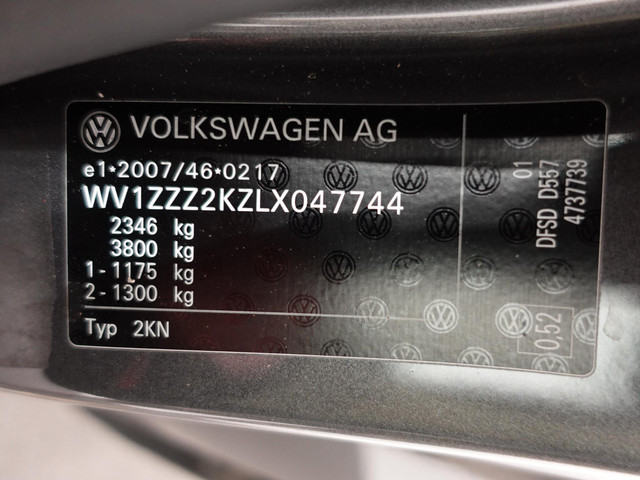 VOLKSWAGEN AG
e1*2007/46*0217
WV1ZZZ2KZLX047744
2346 kg
3800 kg
1-1175 kg
2-1300 kg
Typ 2KN
01
DFSD D557
4737739
0,52